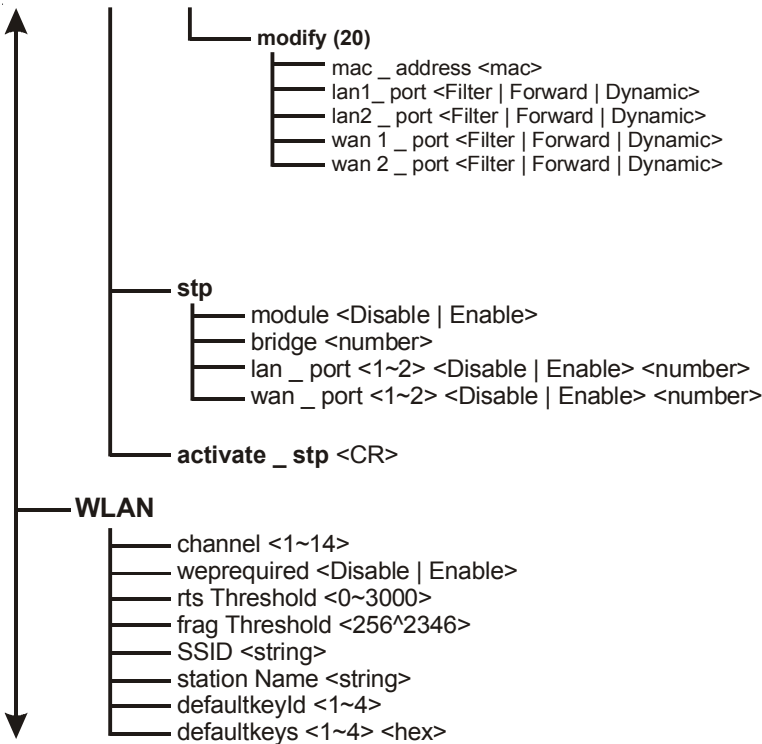 modify (20)
mac _ address <mac>
lan1_ port <Filter | Forward | Dynamic>
lan2 _ port <Filter | Forward | Dynamic>
wan 1 _ port <Filter | Forward | Dynamic>
wan 2 _ port <Filter | Forward | Dynamic>
stp
module <Disable | Enable>
bridge <number>
lan _ port <1~2> <Disable | Enable> <number>
wan _ port <1~2> <Disable | Enable> <number>
activate _ stp <CR>
WLAN
channel <1~14>
weprequired <Disable | Enable>
rts Threshold <0~3000>
frag Threshold <256^2346>
SSID <string>
station Name <string>
defaultkeyId <1~4>
defaultkeys <1~4> <hex>